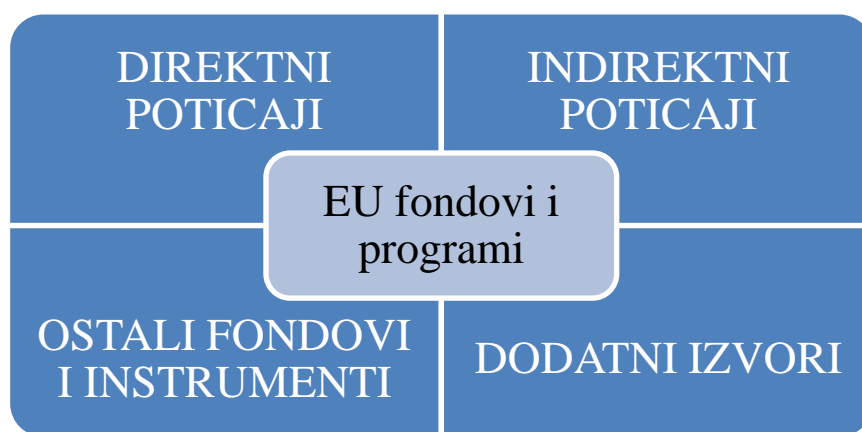 DIREKTNI
POTICAJI
INDIREKTNI
POTICAJI
EU fondovi i
programi
OSTALI FONDOVI
I INSTRUMENTI
DODATNI IZVORI